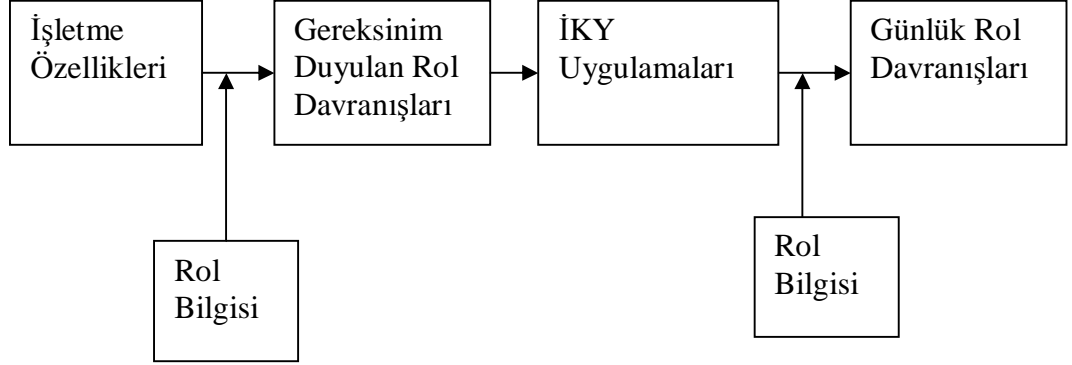 İşletme
Özellikleri
Gereksinim
Duyulan Rol
Davranışları
İKY
Uygulamaları
Günlük Rol
Davranışları
Rol
Bilgisi
Rol
Bilgisi